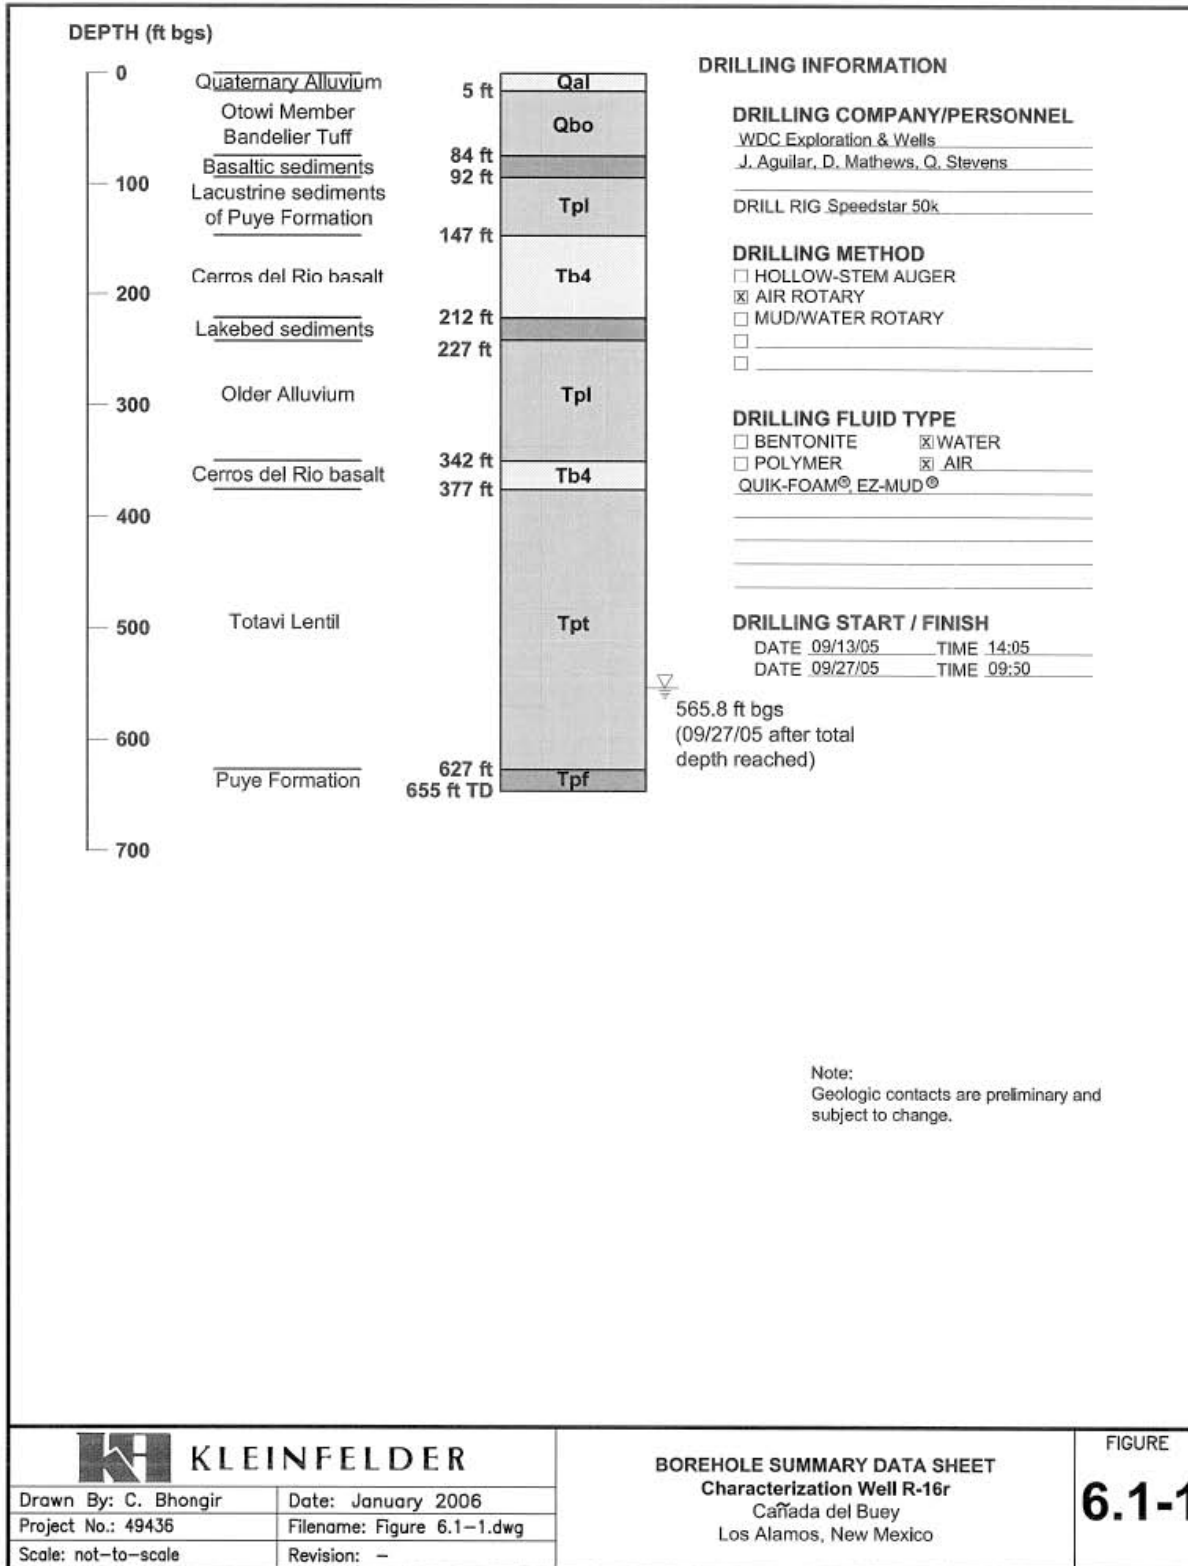 DEPTH (ft bgs)
0
100
200
300
400
500
600
700
Quaternary Alluvium
Otowi Member
Bandelier Tuff
Basaltic sediments
Lacustrine sediments
of Puye Formation
Cerros del Rio basalt
Lakebed sediments
Older Alluvium
Cerros del Rio basalt
Totavi Lentil
Puye Formation
5 ft
84 ft
92 ft
147 ft
212 ft
227 ft
342 ft
377 ft
627 ft
655 ft TD
Qal
Qbo
Tpl
Tb4
Tpl
Tb4
Tpt
Tpf
565.8 ft bgs
(09/27/05 after total
depth reached)
DRILLING INFORMATION
DRILLING COMPANY/PERSONNEL
WDC Exploration & Wells
J. Aguilar, D. Mathews, Q. Stevens
DRILL RIG Speedstar 50k
DRILLING METHOD
☐ HOLLOW-STEM AUGER
☒ AIR ROTARY
☐ MUD/WATER ROTARY
☐
☐
DRILLING FLUID TYPE
☐ BENTONITE ☒ WATER
☐ POLYMER ☒ AIR
QUIK-FOAM®, EZ-MUD®
DRILLING START / FINISH
DATE 09/13/05 TIME 14:05
DATE 09/27/05 TIME 09:50
Note:
Geologic contacts are preliminary and
subject to change.
KLEINFELDER
Drawn By: C. Bhongir Date: January 2006
Project No.: 49436 Filename: Figure 6.1-1.dwg
Scale: not-to-scale Revision: –
BOREHOLE SUMMARY DATA SHEET
Characterization Well R-16r
Cañada del Buey
Los Alamos, New Mexico
FIGURE
6.1-1